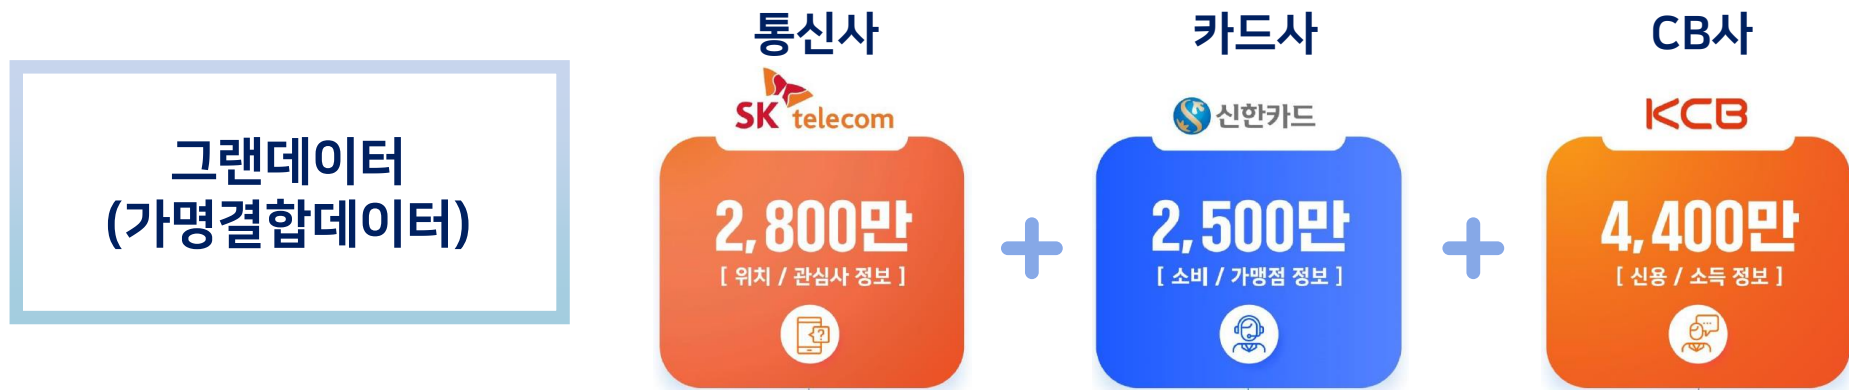 그랜데이터
(가명결합데이터)
통신사
SK telecom
2,800만
[ 위치 / 관심사 정보 ]
?
+
카드사
신한카드
2,500만
[ 소비 / 가맹점 정보 ]
+
CB사
KCB
4,400만
[ 신용 / 소득 정보 ]